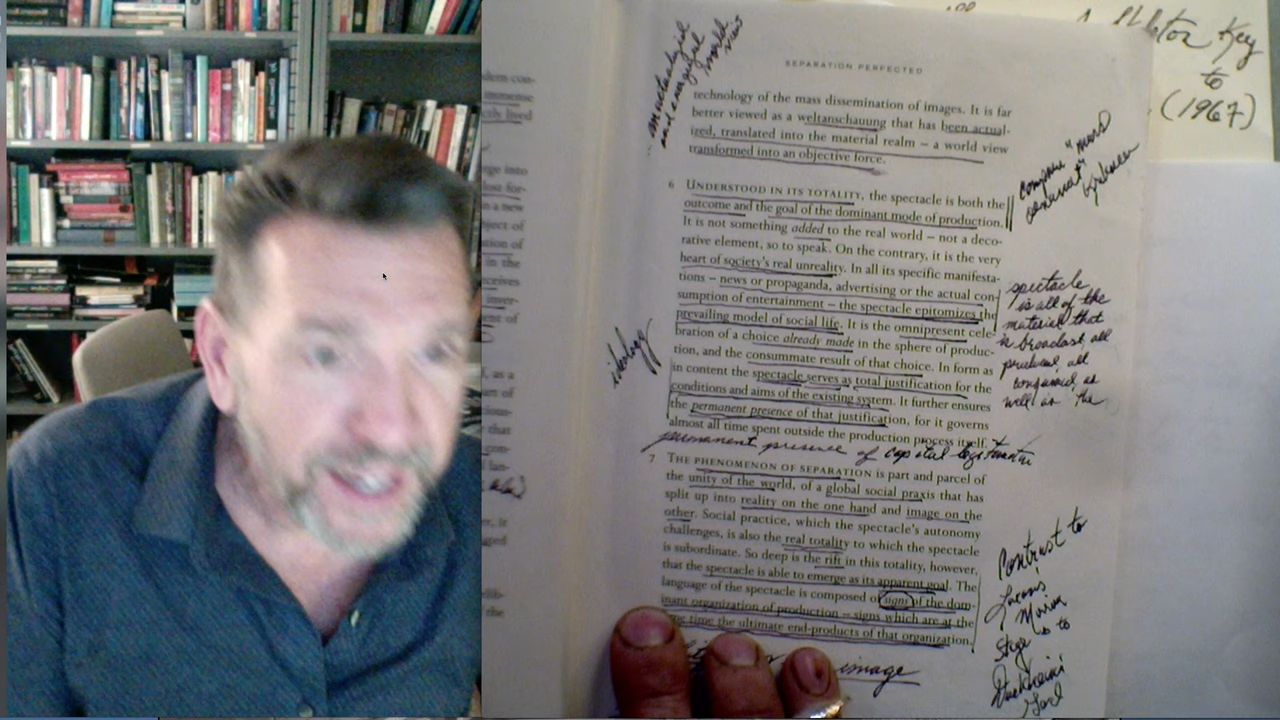 Key
to
(1967)
SEPARATION PERFECTED
technology of the mass dissemination of images. It is far
better viewed as a weltanschauung that has been actual-
ized, translated into the material realm – a world view
transformed into an objective force.
6 UNDERSTOOD IN ITS TOTALITY, the spectacle is both the
outcome and the goal of the dominant mode of production.
It is not something added to the real world – not a deco-
rative element, so to speak. On the contrary, it is the very
heart of society's real unreality. In all its specific manifesta-
tions – news or propaganda, advertising or the actual con-
sumption of entertainment – the spectacle epitomizes the
prevailing model of social life. It is the omnipresent cele-
bration of a choice already made in the sphere of produc-
tion, and the consummate result of that choice. In form as
in content the spectacle serves as total justification for the
conditions and aims of the existing system. It further ensures
the permanent presence of that justification, for it governs
almost all time spent outside the production process itself.
permanent presence of capital
7 THE PHENOMENON OF SEPARATION is part and parcel of
the unity of the world, of a global social praxis that has
split up into reality on the one hand and image on the
other. Social practice, which the spectacle's autonomy
challenges, is also the real totality to which the spectacle
is subordinate. So deep is the rift in this totality, however,
that the spectacle is able to emerge as its apparent goal. The
language of the spectacle is composed of signs of the dom-
inant organization of production – signs which are at the
time the ultimate end-products of that organization.
image
world
view
ideology
compare "mass
spectacle
is all of the
material that
is broadcast, all
produced, all
consumed, as
well as the
Contrast to
Lacan's
Mirror
Stage